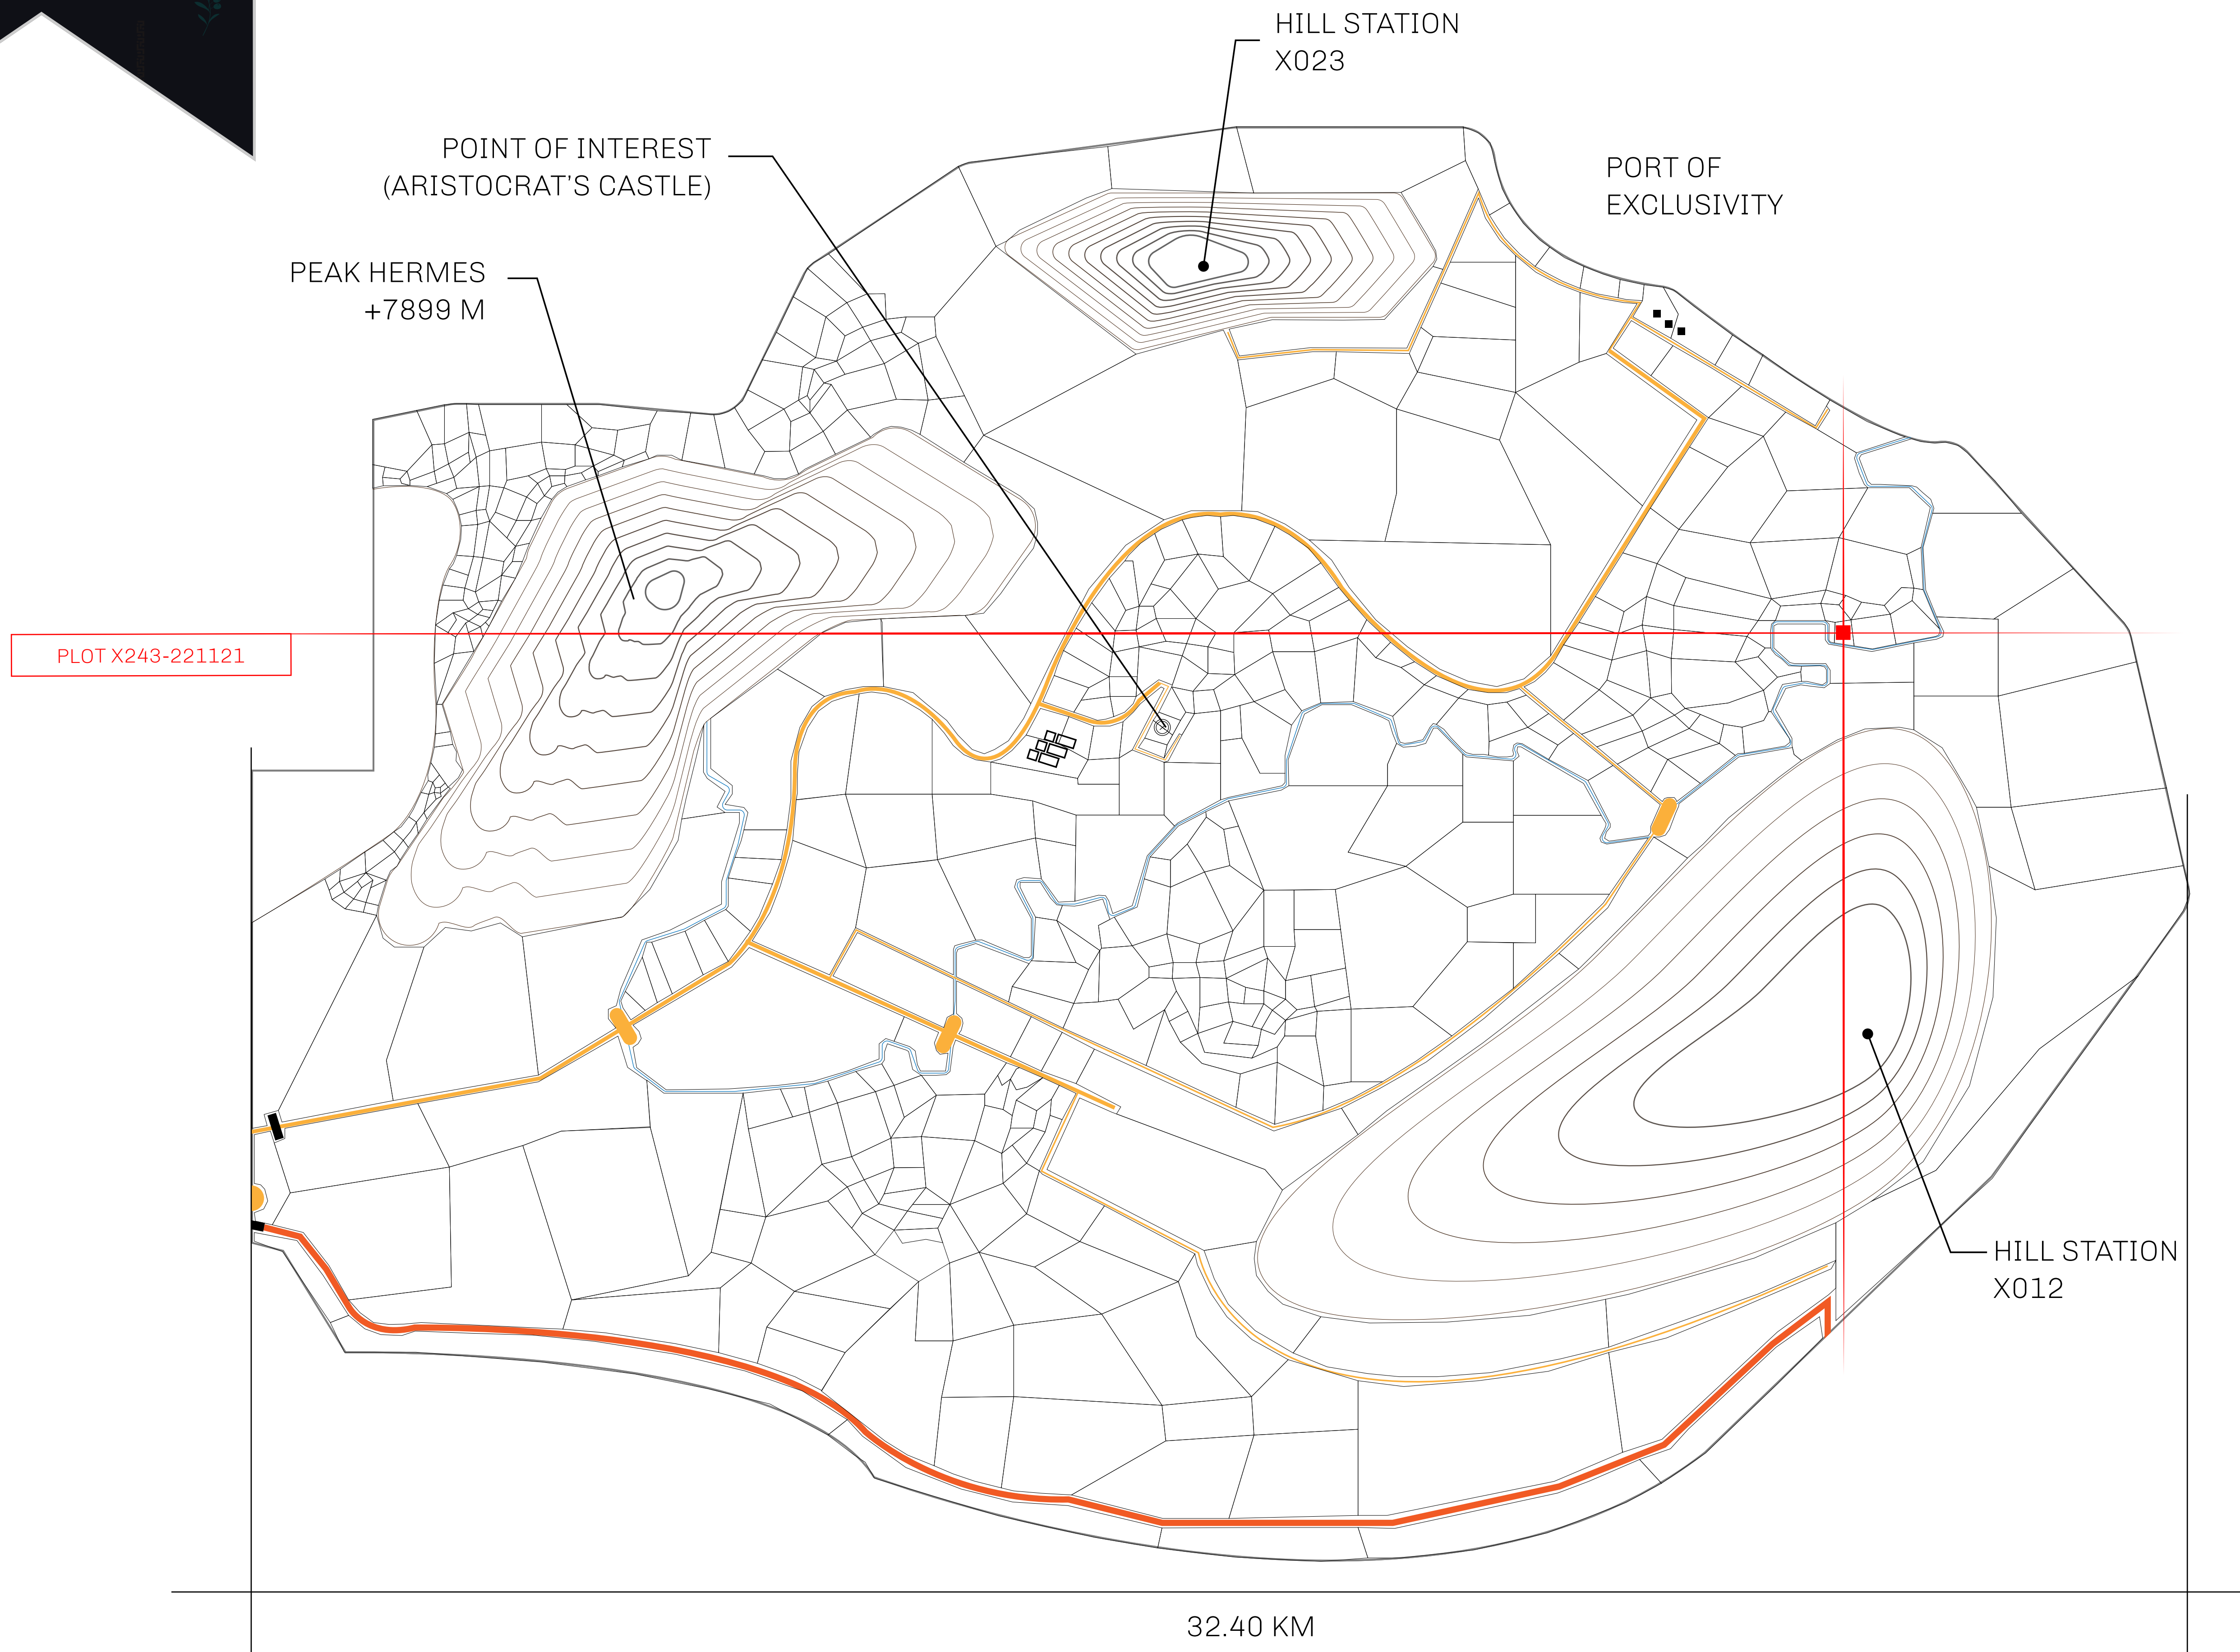 HILL STATION
X023
POINT OF INTEREST
(ARISTOCRAT'S CASTLE)
PORT OF
EXCLUSIVITY
PEAK HERMES
+7899 M
PLOT X243-221121
HILL STATION
X012
32.40 KM